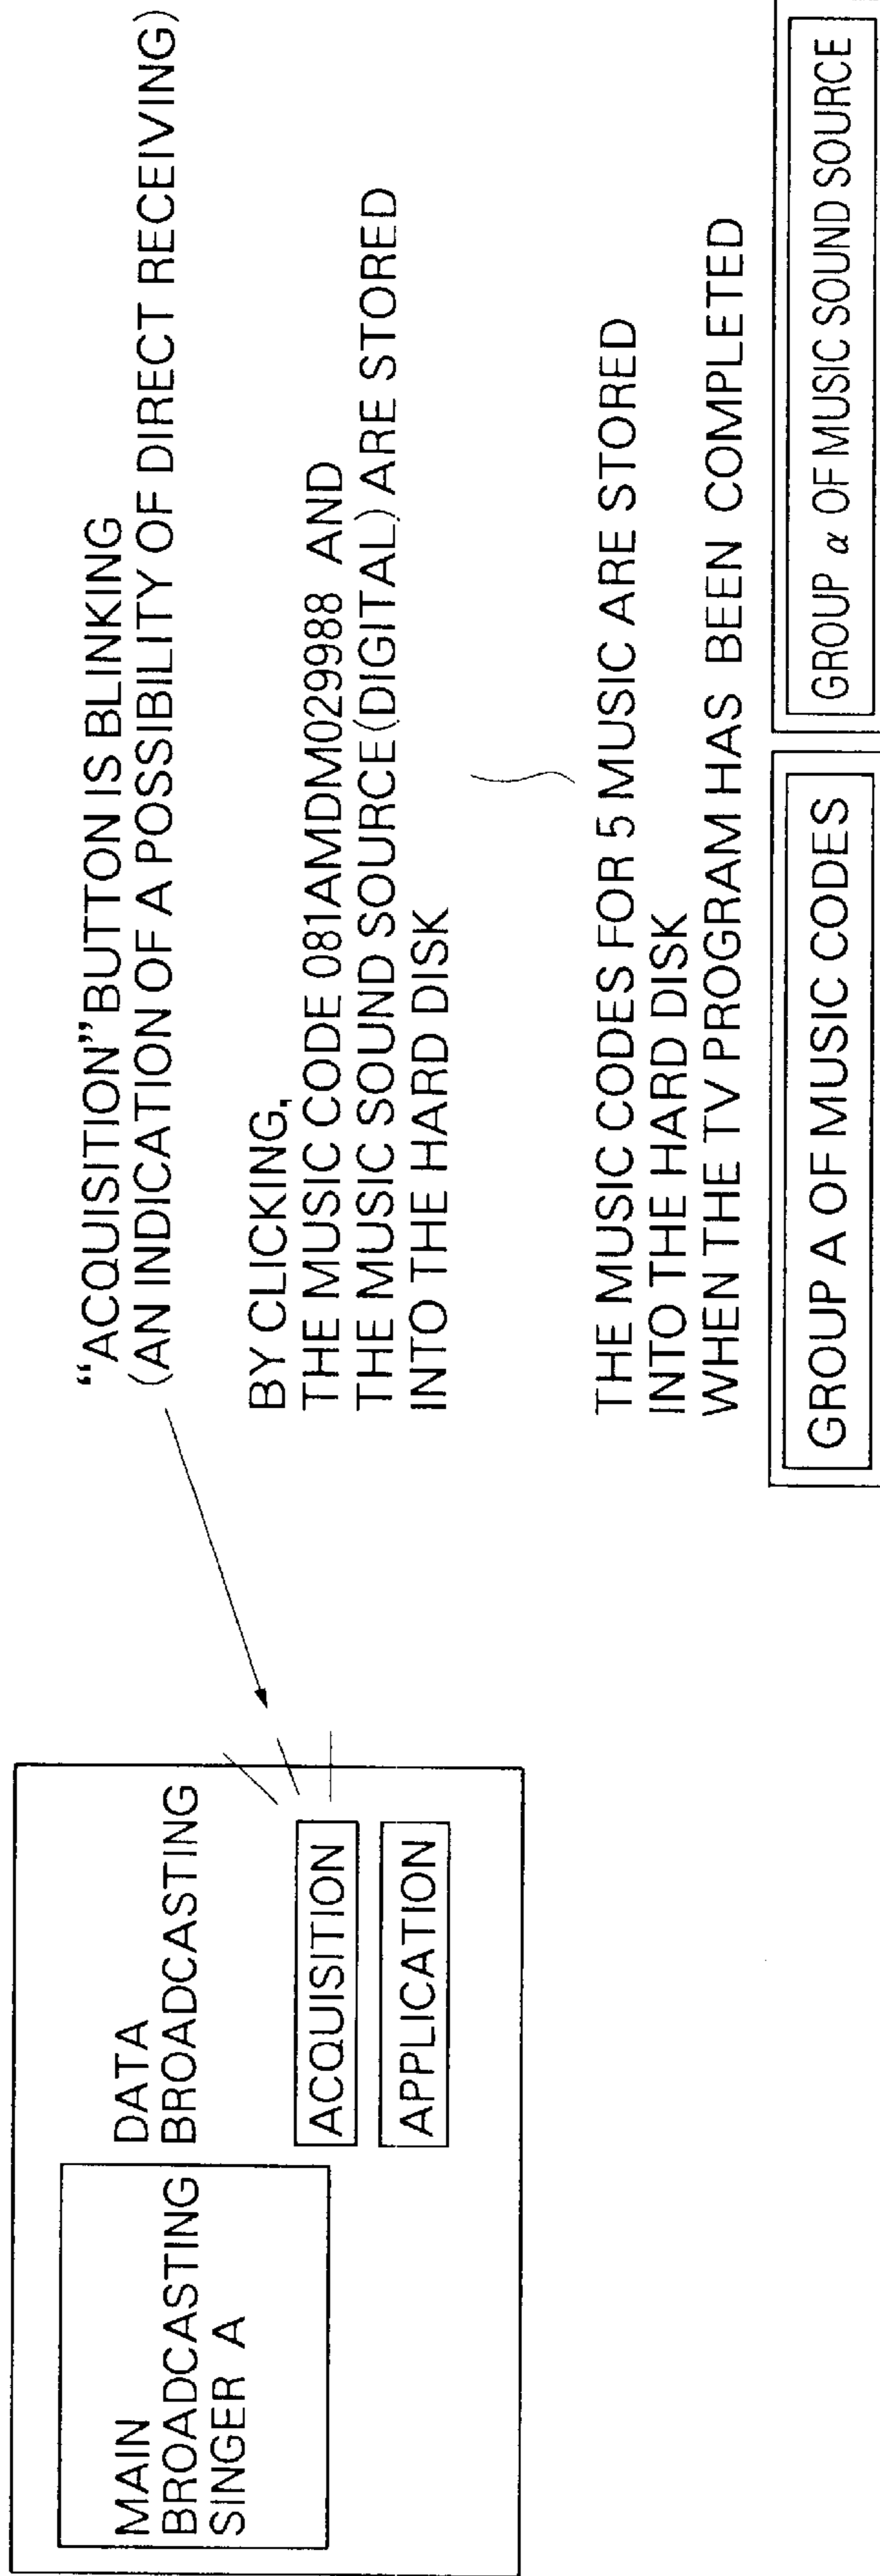 MAIN
BROADCASTING
SINGER A
DATA
BROADCASTING
ACQUISITION
APPLICATION
“ACQUISITION” BUTTON IS BLINKING
(AN INDICATION OF A POSSIBILITY OF DIRECT RECEIVING)
BY CLICKING,
THE MUSIC CODE 081AMDM029988 AND
THE MUSIC SOUND SOURCE(DIGITAL) ARE STORED
INTO THE HARD DISK
THE MUSIC CODES FOR 5 MUSIC ARE STORED
INTO THE HARD DISK
WHEN THE TV PROGRAM HAS BEEN COMPLETED
GROUP A OF MUSIC CODES
GROUP α OF MUSIC SOUND SOURCE